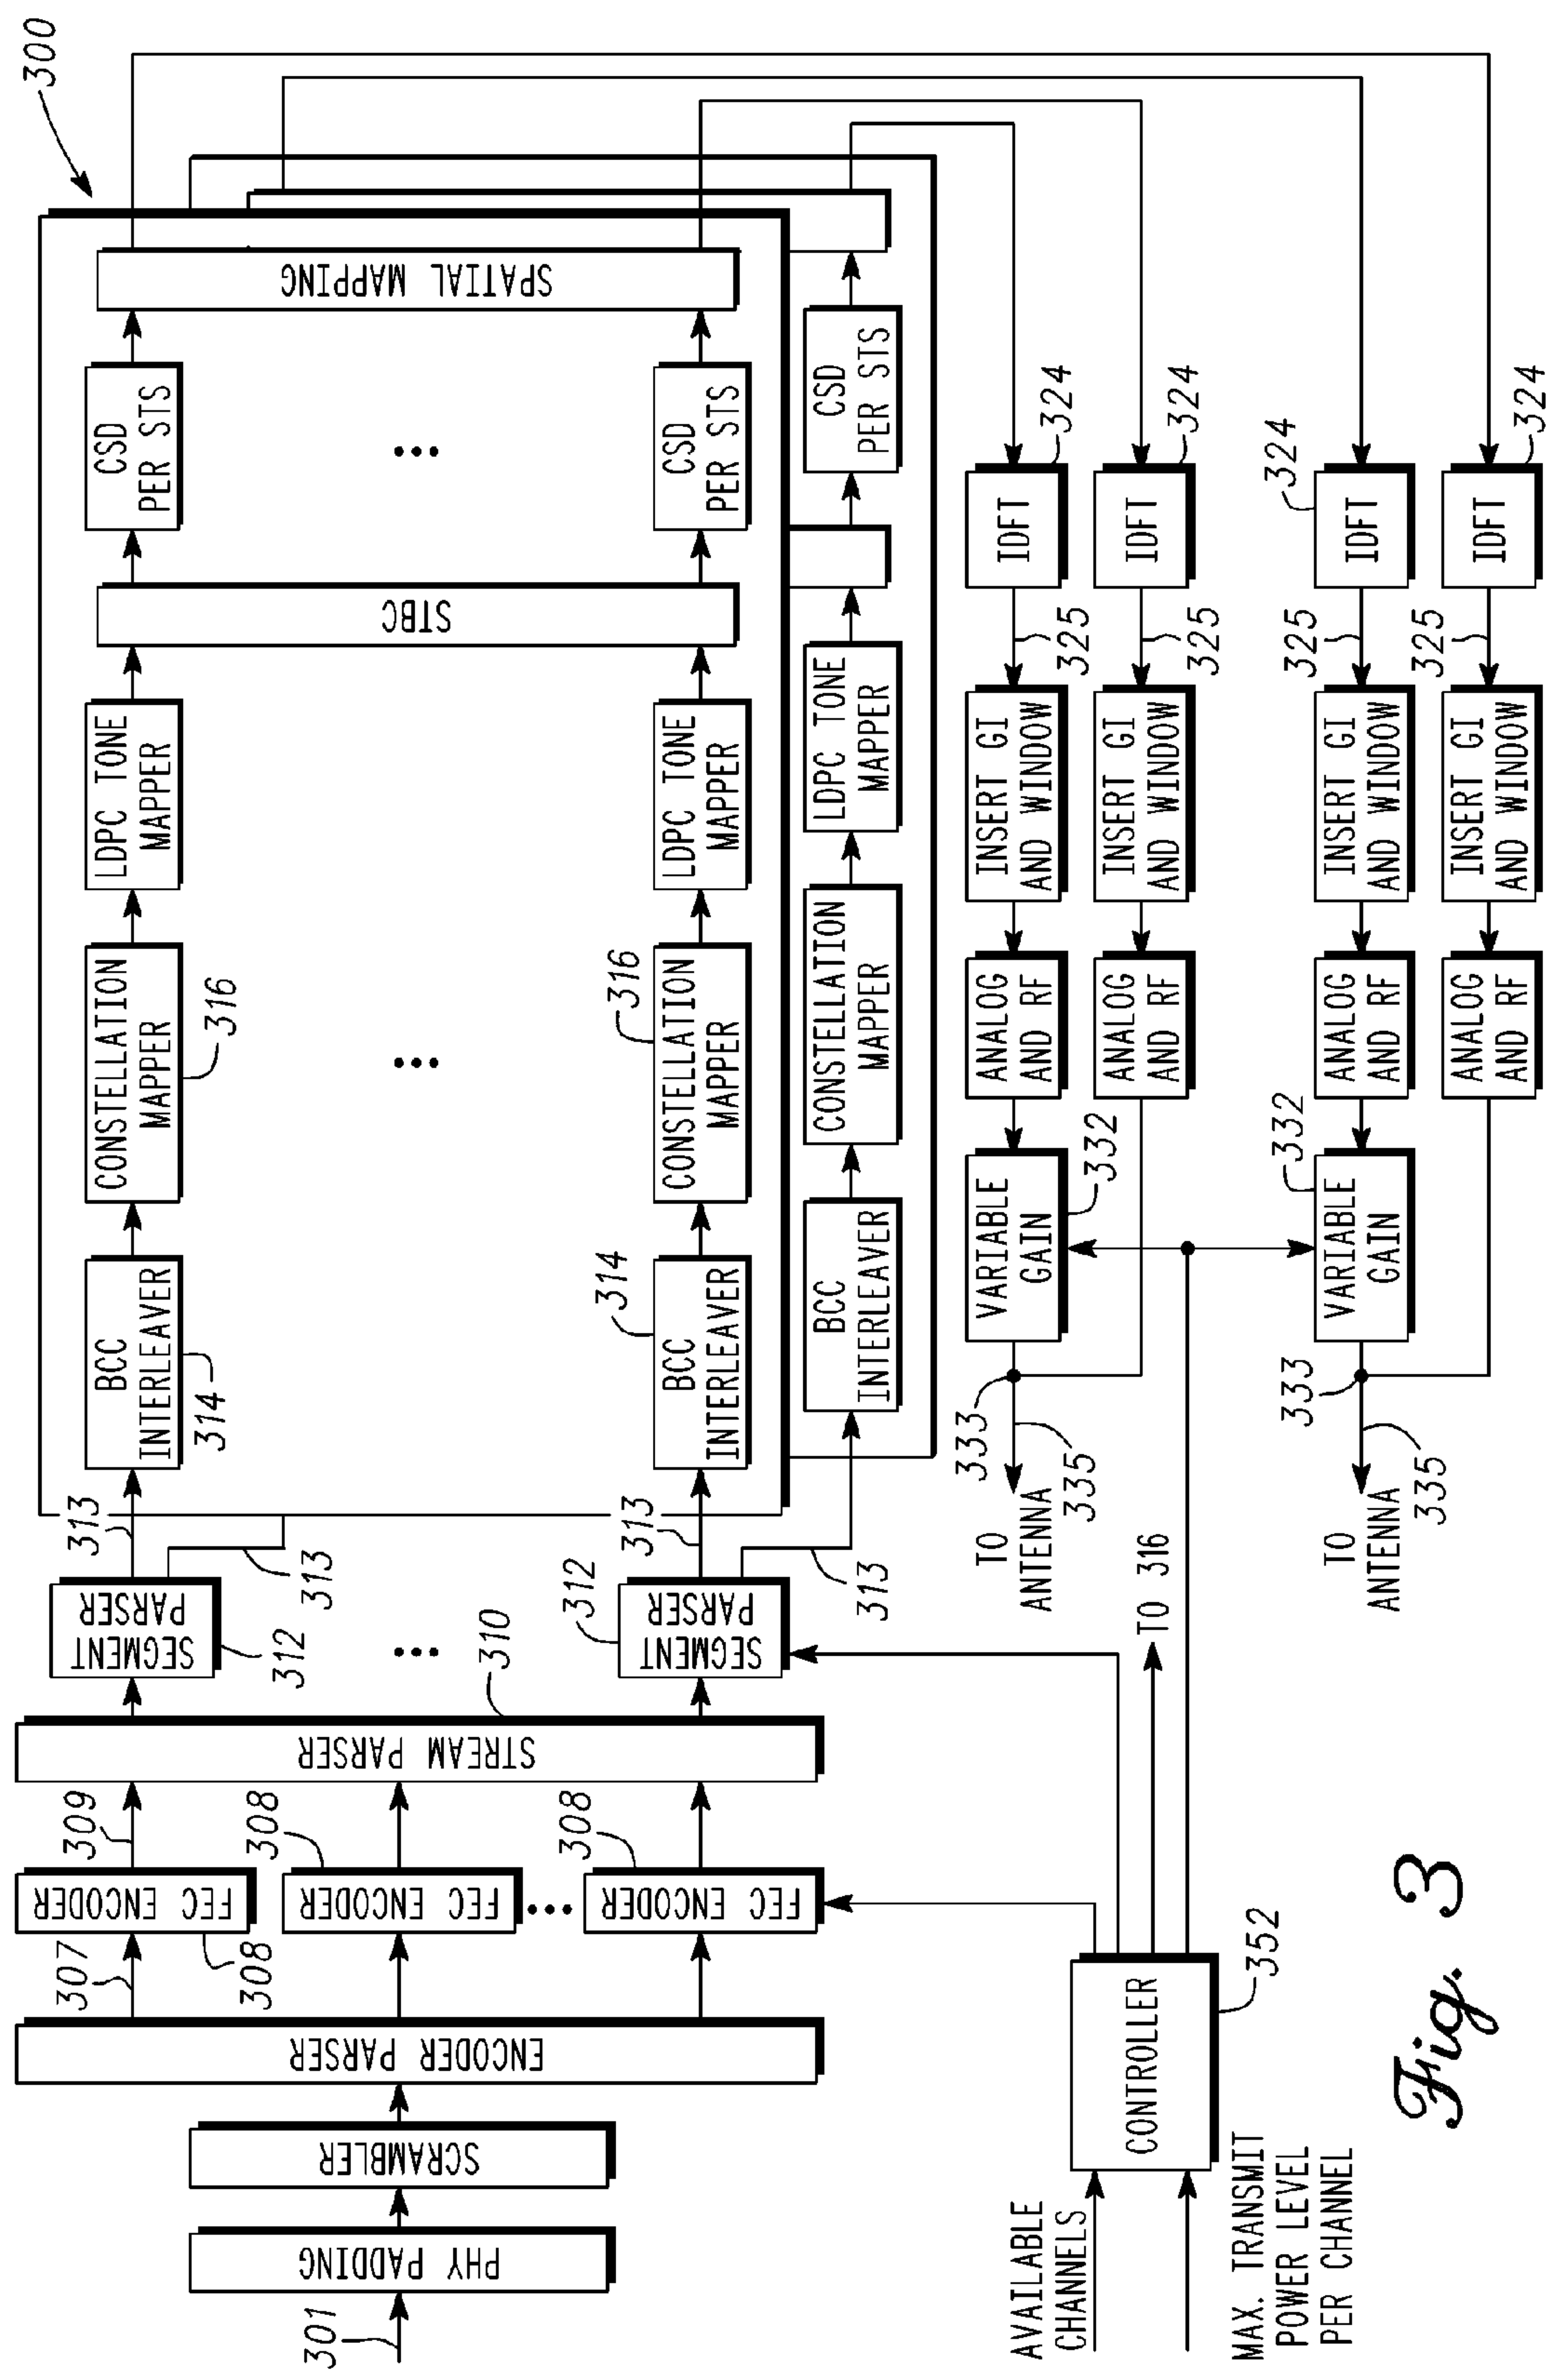 300
301
PHY PADDING
SCRAMBLER
ENCODER PARSER
307
309
FEC ENCODER
308
FEC ENCODER
308
...
FEC ENCODER
308
STREAM PARSER
310
SEGMENT
PARSER
312
313
313
...
SEGMENT
PARSER
312
313
313
BCC
INTERLEAVER
314
CONSTELLATION
MAPPER
316
LDPC TONE
MAPPER
STBC
CSD
PER STS
SPATIAL MAPPING
...
...
BCC
INTERLEAVER
314
CONSTELLATION
MAPPER
316
LDPC TONE
MAPPER
CSD
PER STS
BCC
INTERLEAVER
CONSTELLATION
MAPPER
LDPC TONE
MAPPER
CSD
PER STS
TO
ANTENNA
333
335
VARIABLE
GAIN
332
ANALOG
AND RF
INSERT GI
AND WINDOW
325
IDFT
324
ANALOG
AND RF
INSERT GI
AND WINDOW
325
IDFT
324
TO 316
TO
ANTENNA
333
335
VARIABLE
GAIN
332
ANALOG
AND RF
INSERT GI
AND WINDOW
325
IDFT
324
ANALOG
AND RF
INSERT GI
AND WINDOW
325
IDFT
324
AVAILABLE
CHANNELS
CONTROLLER
352
MAX. TRANSMIT
POWER LEVEL
PER CHANNEL
Fig. 3